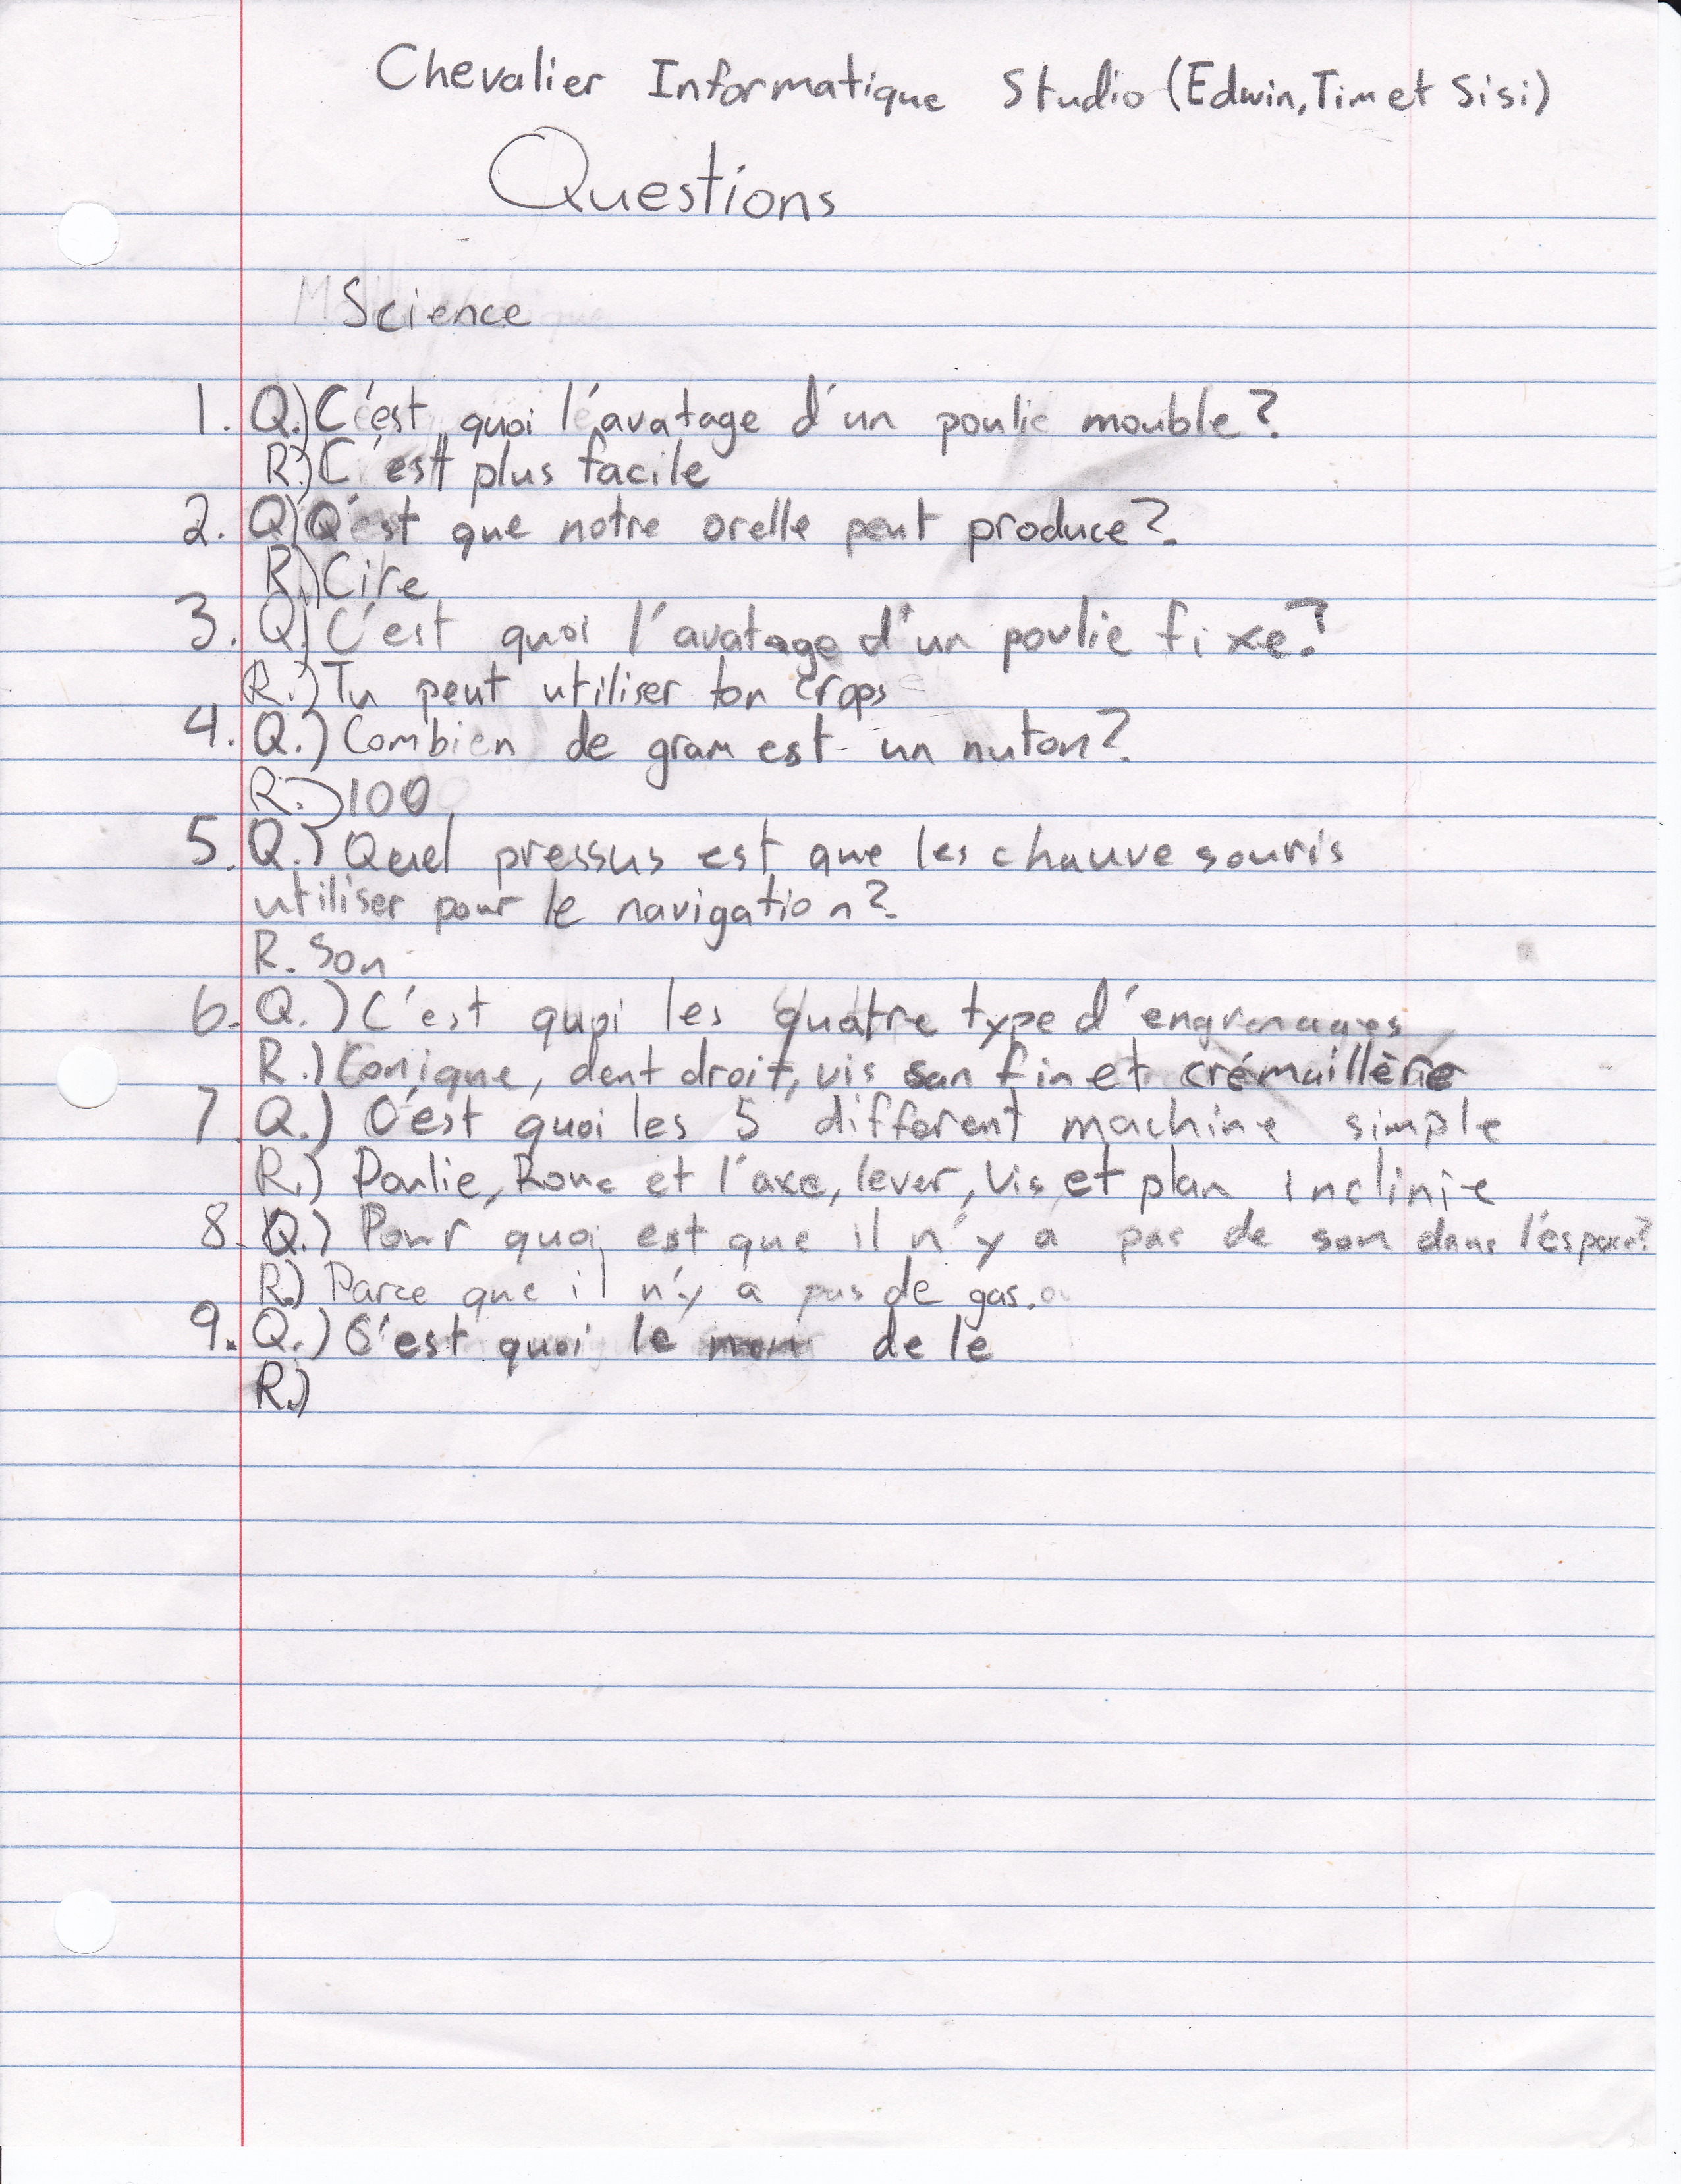 Chevalier Informatique Studio (Edwin, Tim et Sisi)
Questions
Science
1. Q.) C'est quoi l'avatage d'un poulie mouble?
R.) C'est plus facile
2. Q.) Q'est que notre orelle peut produce?
R.) Cire
3. Q.) C'est quoi l'avatage d'un poulie fixe?
R.) Tu peut utiliser ton crops
4. Q.) Combien de gram est un nuton?
R.) 100
5. Q.) Quel pressus est que les chauve souris
utiliser pour le navigation?
R. Son
6. Q.) C'est quoi les quatre type d'engrenages
R.) Conique, dent droit, vis san fin et crémaillère
7. Q.) C'est quoi les 5 different machine simple
R.) Poulie, Roue et l'axe, lever, Vis, et plan inclinie
8. Q.) Pour quoi est que il n'y a pas de son dans l'éspace?
R.) Parce que il n'y a pas de gas.
9. Q.) C'est quoi le de le
R.)